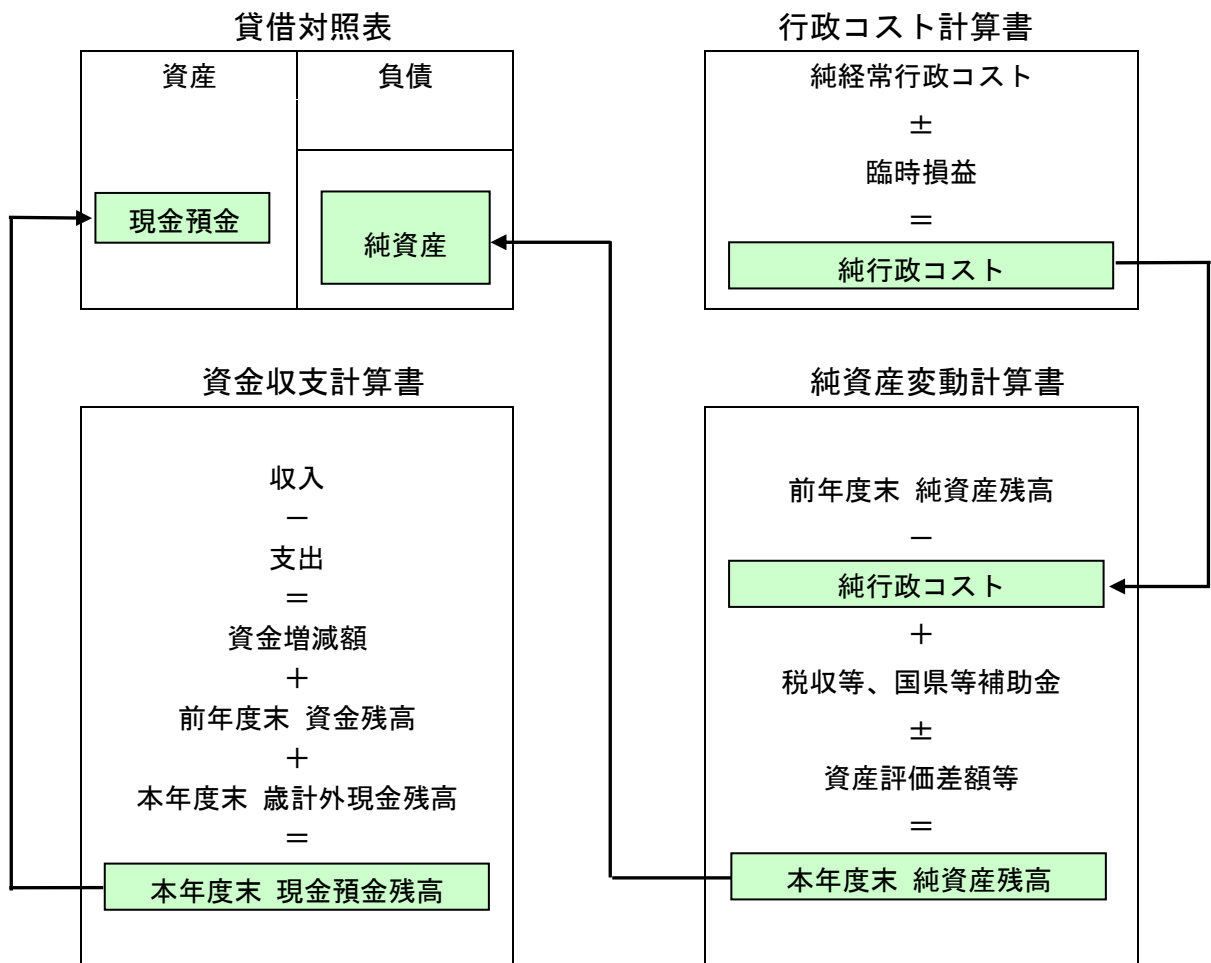 貸借対照表
資産
負債
現金預金
純資産
行政コスト計算書
純経常行政コスト
±
臨時損益
＝
純行政コスト
資金収支計算書
収入
－
支出
＝
資金増減額
＋
前年度末 資金残高
＋
本年度末 歳計外現金残高
＝
本年度末 現金預金残高
純資産変動計算書
前年度末 純資産残高
－
純行政コスト
＋
税収等、国県等補助金
±
資産評価差額等
＝
本年度末 純資産残高